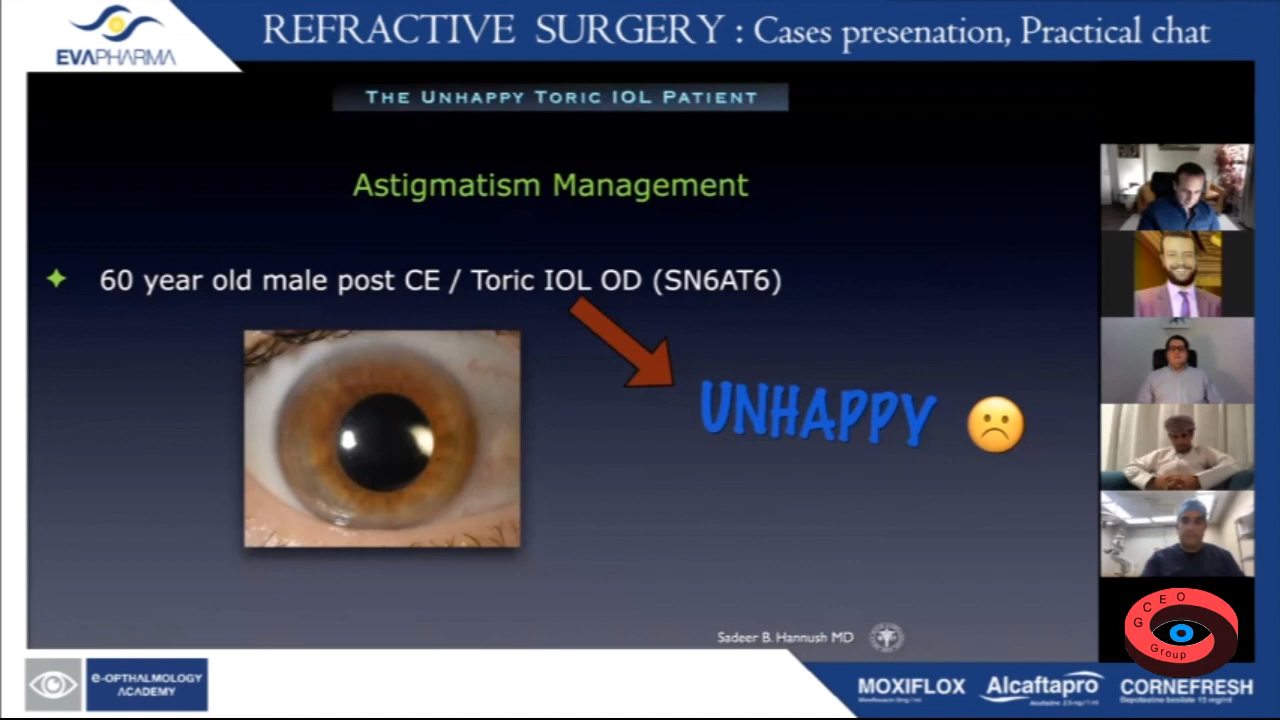 EVAPHARMA
REFRACTIVE SURGERY : Cases presenation, Practical chat
THE UNHAPPY TORIC IOL PATIENT
Astigmatism Management
60 year old male post CE / Toric IOL OD (SN6AT6)
UNHAPPY
Sadeer B. Hannush MD
GCEO
Group
e-OPTHALMOLOGY
ACADEMY
MOXIFLOX
Alcaftapro
CORNEFRESH